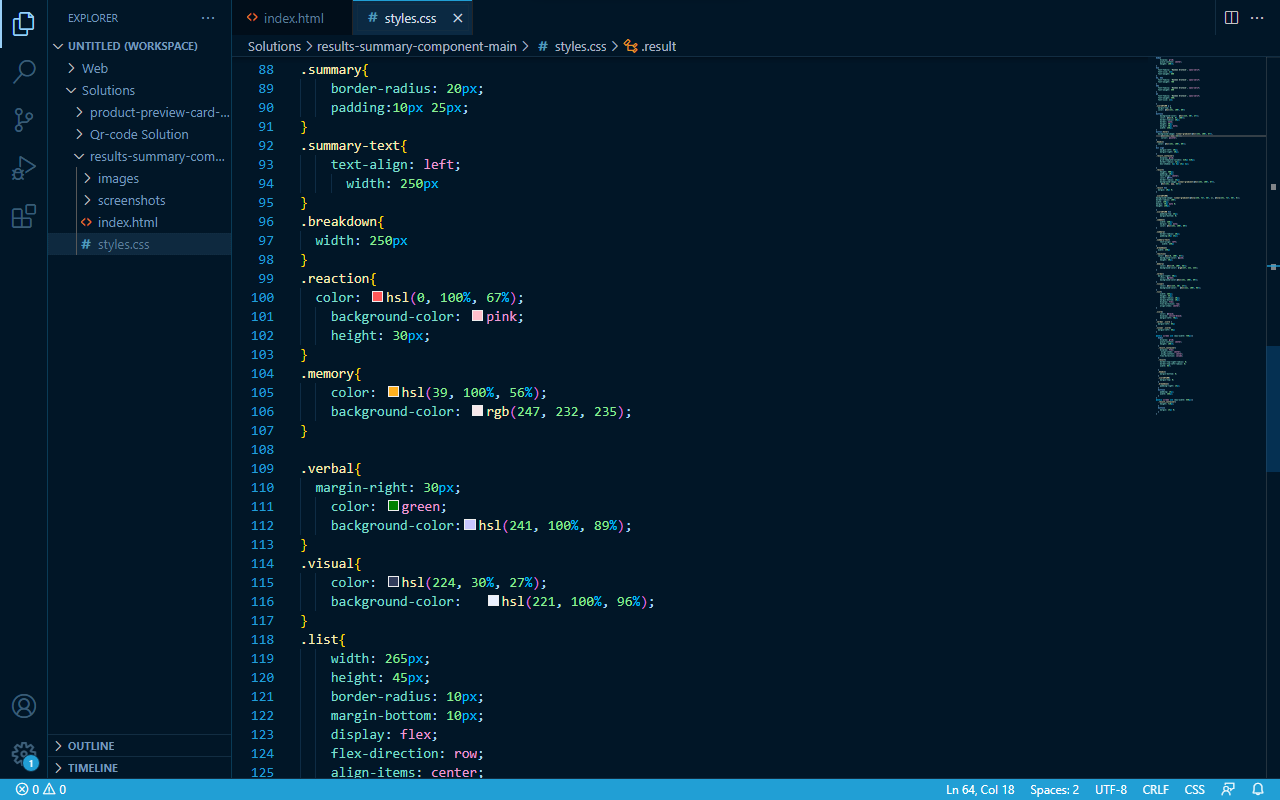 EXPLORER
UNTITLED (WORKSPACE)
Web
Solutions
product-preview-card-...
Qr-code Solution
results-summary-com...
images
screenshots
index.html
styles.css
OUTLINE
TIMELINE
1
index.html
styles.css
Solutions > results-summary-component-main > # styles.css > .result
88 .summary{
89 border-radius: 20px;
90 padding:10px 25px;
91 }
92 .summary-text{
93 text-align: left;
94 width: 250px
95 }
96 .breakdown{
97 width: 250px
98 }
99 .reaction{
100 color: hsl(0, 100%, 67%);
101 background-color: pink;
102 height: 30px;
103 }
104 .memory{
105 color: hsl(39, 100%, 56%);
106 background-color: rgb(247, 232, 235);
107 }
108
109 .verbal{
110 margin-right: 30px;
111 color: green;
112 background-color: hsl(241, 100%, 89%);
113 }
114 .visual{
115 color: hsl(224, 30%, 27%);
116 background-color: hsl(221, 100%, 96%);
117 }
118 .list{
119 width: 265px;
120 height: 45px;
121 border-radius: 10px;
122 margin-bottom: 10px;
123 display: flex;
124 flex-direction: row;
125 align-items: center;
0 0 Ln 64, Col 18 Spaces: 2 UTF-8 CRLF CSS